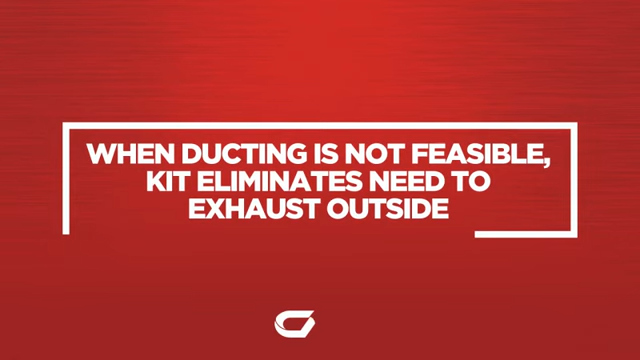 WHEN DUCTING IS NOT FEASIBLE,
KIT ELIMINATES NEED TO
EXHAUST OUTSIDE